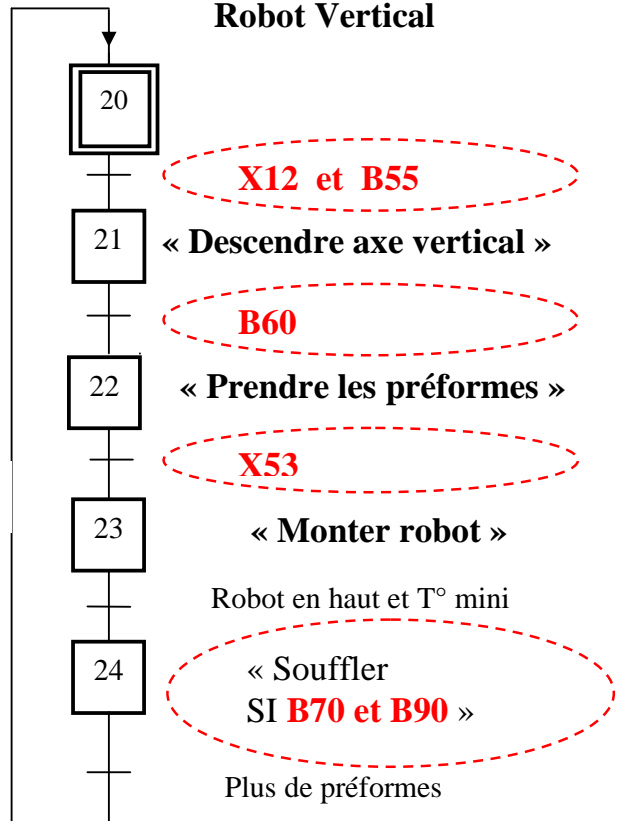 Robot Vertical
20
X12 et B55
21
« Descendre axe vertical »
B60
22
« Prendre les préformes »
X53
23
« Monter robot »
Robot en haut et T° mini
24
« Souffler
SI B70 et B90 »
Plus de préformes